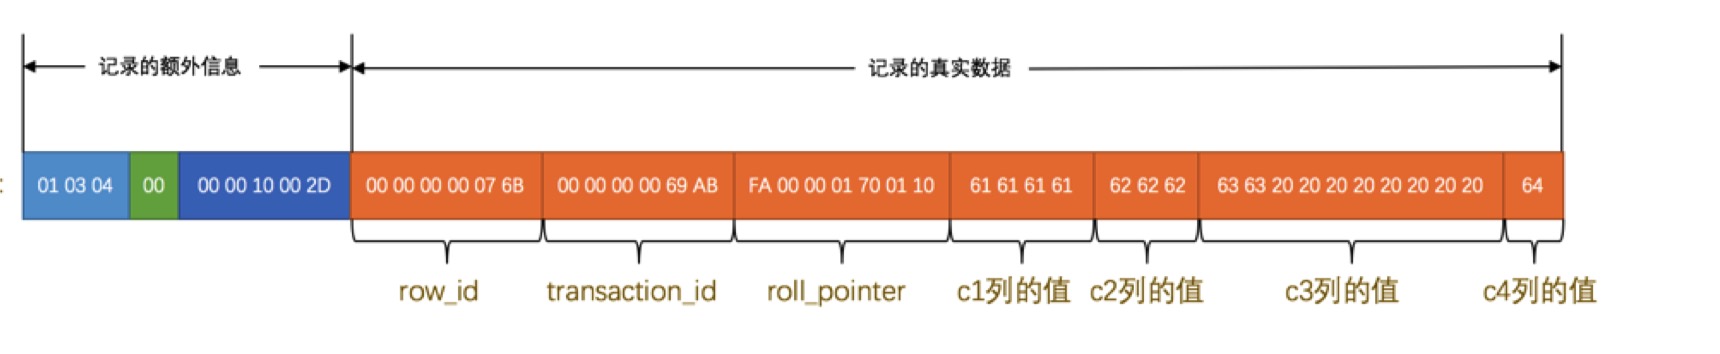 记录的额外信息 记录的真实数据
: 01 03 04 00 00 00 10 00 2D 00 00 00 00 07 6B 00 00 00 00 69 AB FA 00 00 01 70 01 10 61 61 61 61 62 62 62 63 63 20 20 20 20 20 20 20 20 64
row_id transaction_id roll_pointer c1列的值 c2列的值 c3列的值 c4列的值